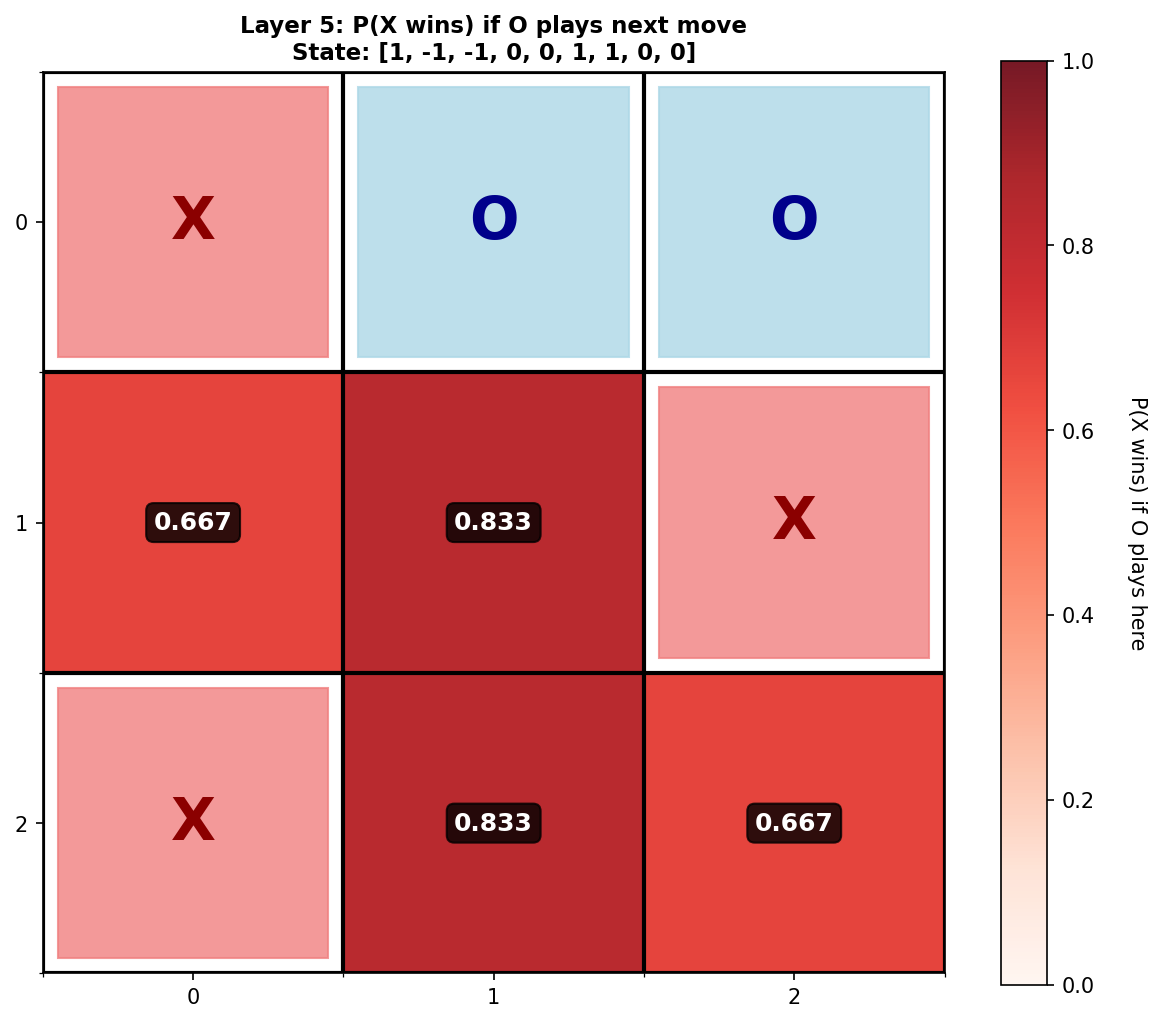 Layer 5: P(X wins) if O plays next move
State: [1, -1, -1, 0, 0, 1, 1, 0, 0]
0
X
O
O
1
0.667
0.833
X
2
X
0.833
0.667
0
1
2
1.0
0.8
0.6
0.4
0.2
0.0
P(X wins) if O plays here